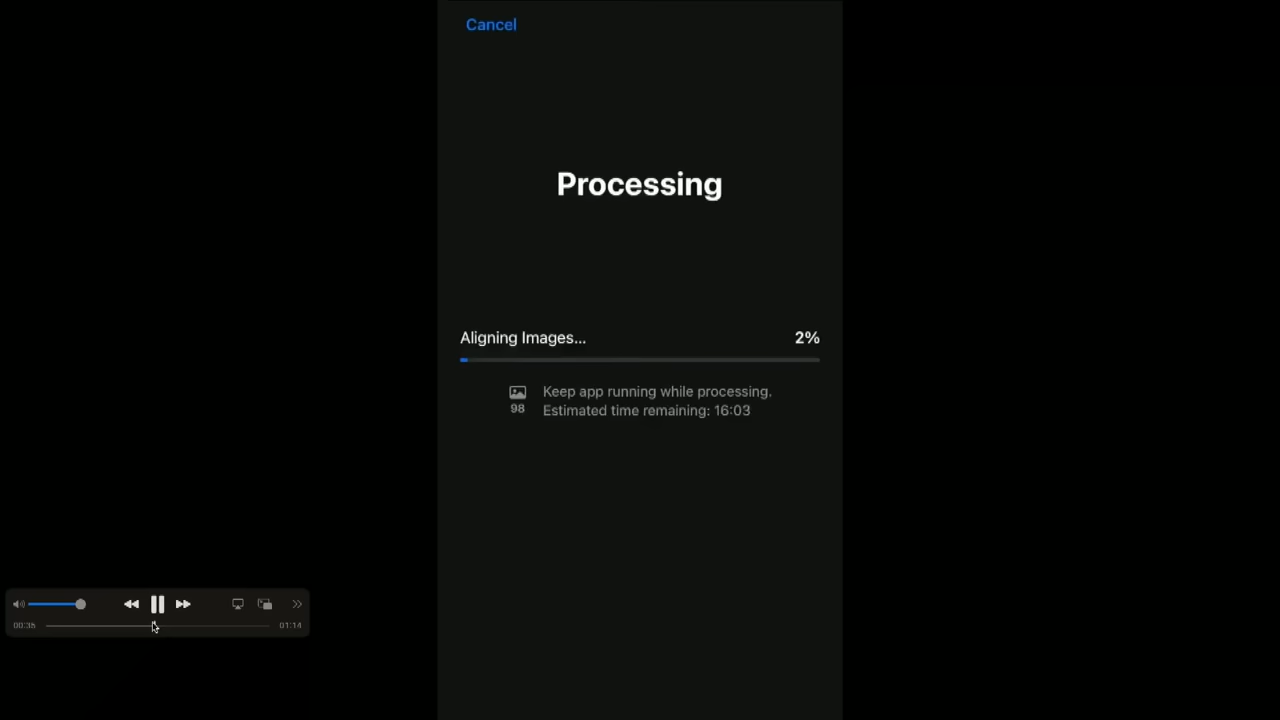 Cancel
Processing
Aligning Images...
2%
98
Keep app running while processing.
Estimated time remaining: 16:03
00:35
01:14